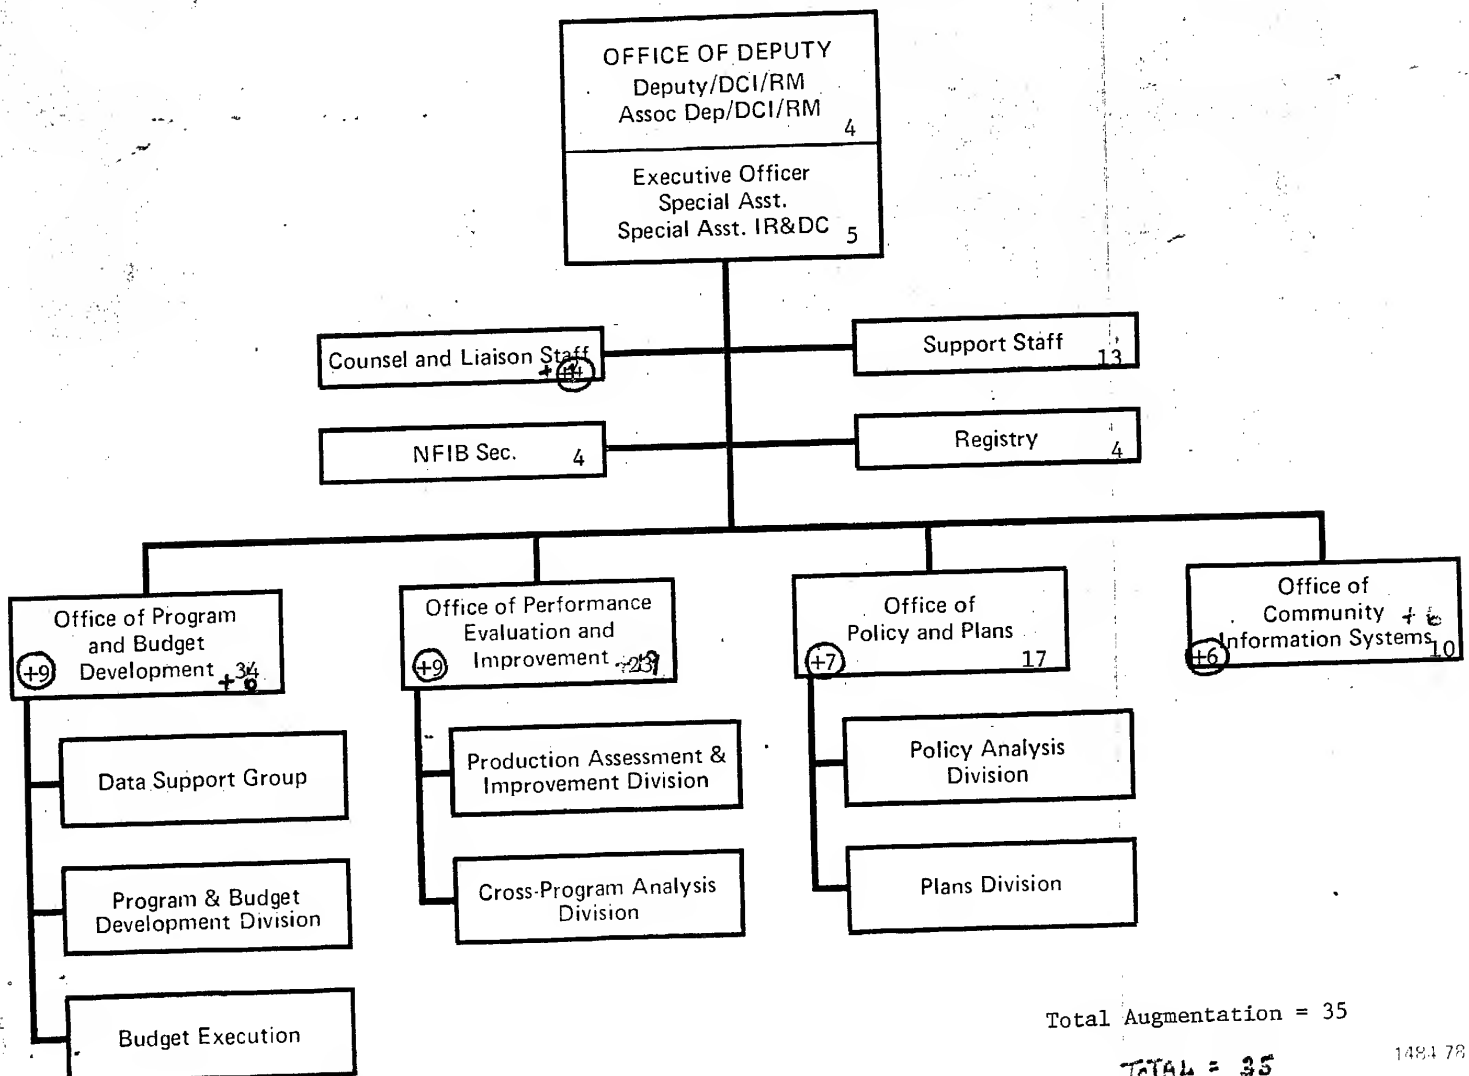 OFFICE OF DEPUTY
Deputy/DCI/RM
Assoc Dep/DCI/RM
4
Executive Officer
Special Asst.
Special Asst. IR&DC 5
Counsel and Liaison Staff
Support Staff
13
NFIB Sec. 4
Registry
4
Office of Program
and Budget
Development
+9
Office of Performance
Evaluation and
Improvement
+9
Office of
Policy and Plans
+7 17
Office of
Community
Information Systems
+6 10
Data Support Group
Program & Budget
Development Division
Budget Execution
Production Assessment &
Improvement Division
Cross-Program Analysis
Division
Policy Analysis
Division
Plans Division
Total Augmentation = 35
TOTAL = 35
1484 78